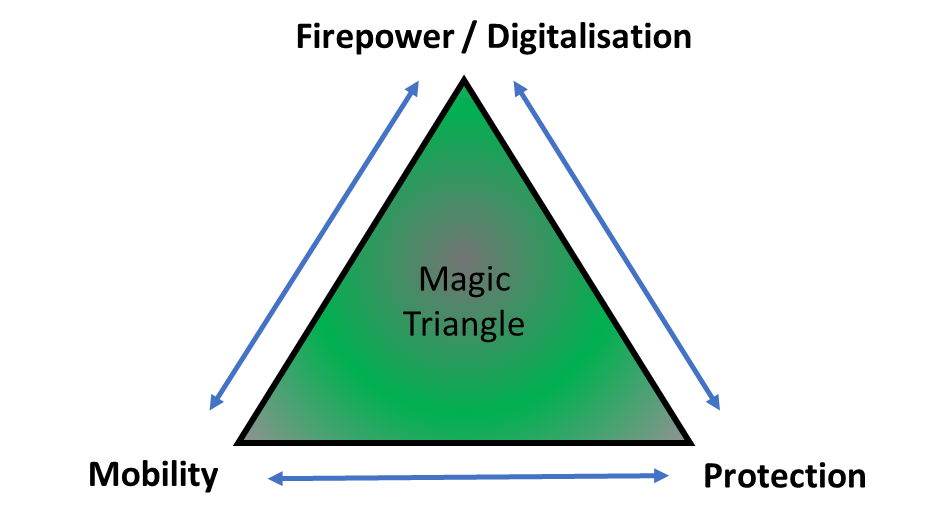 Firepower / Digitalisation
Magic
Triangle
Mobility
Protection